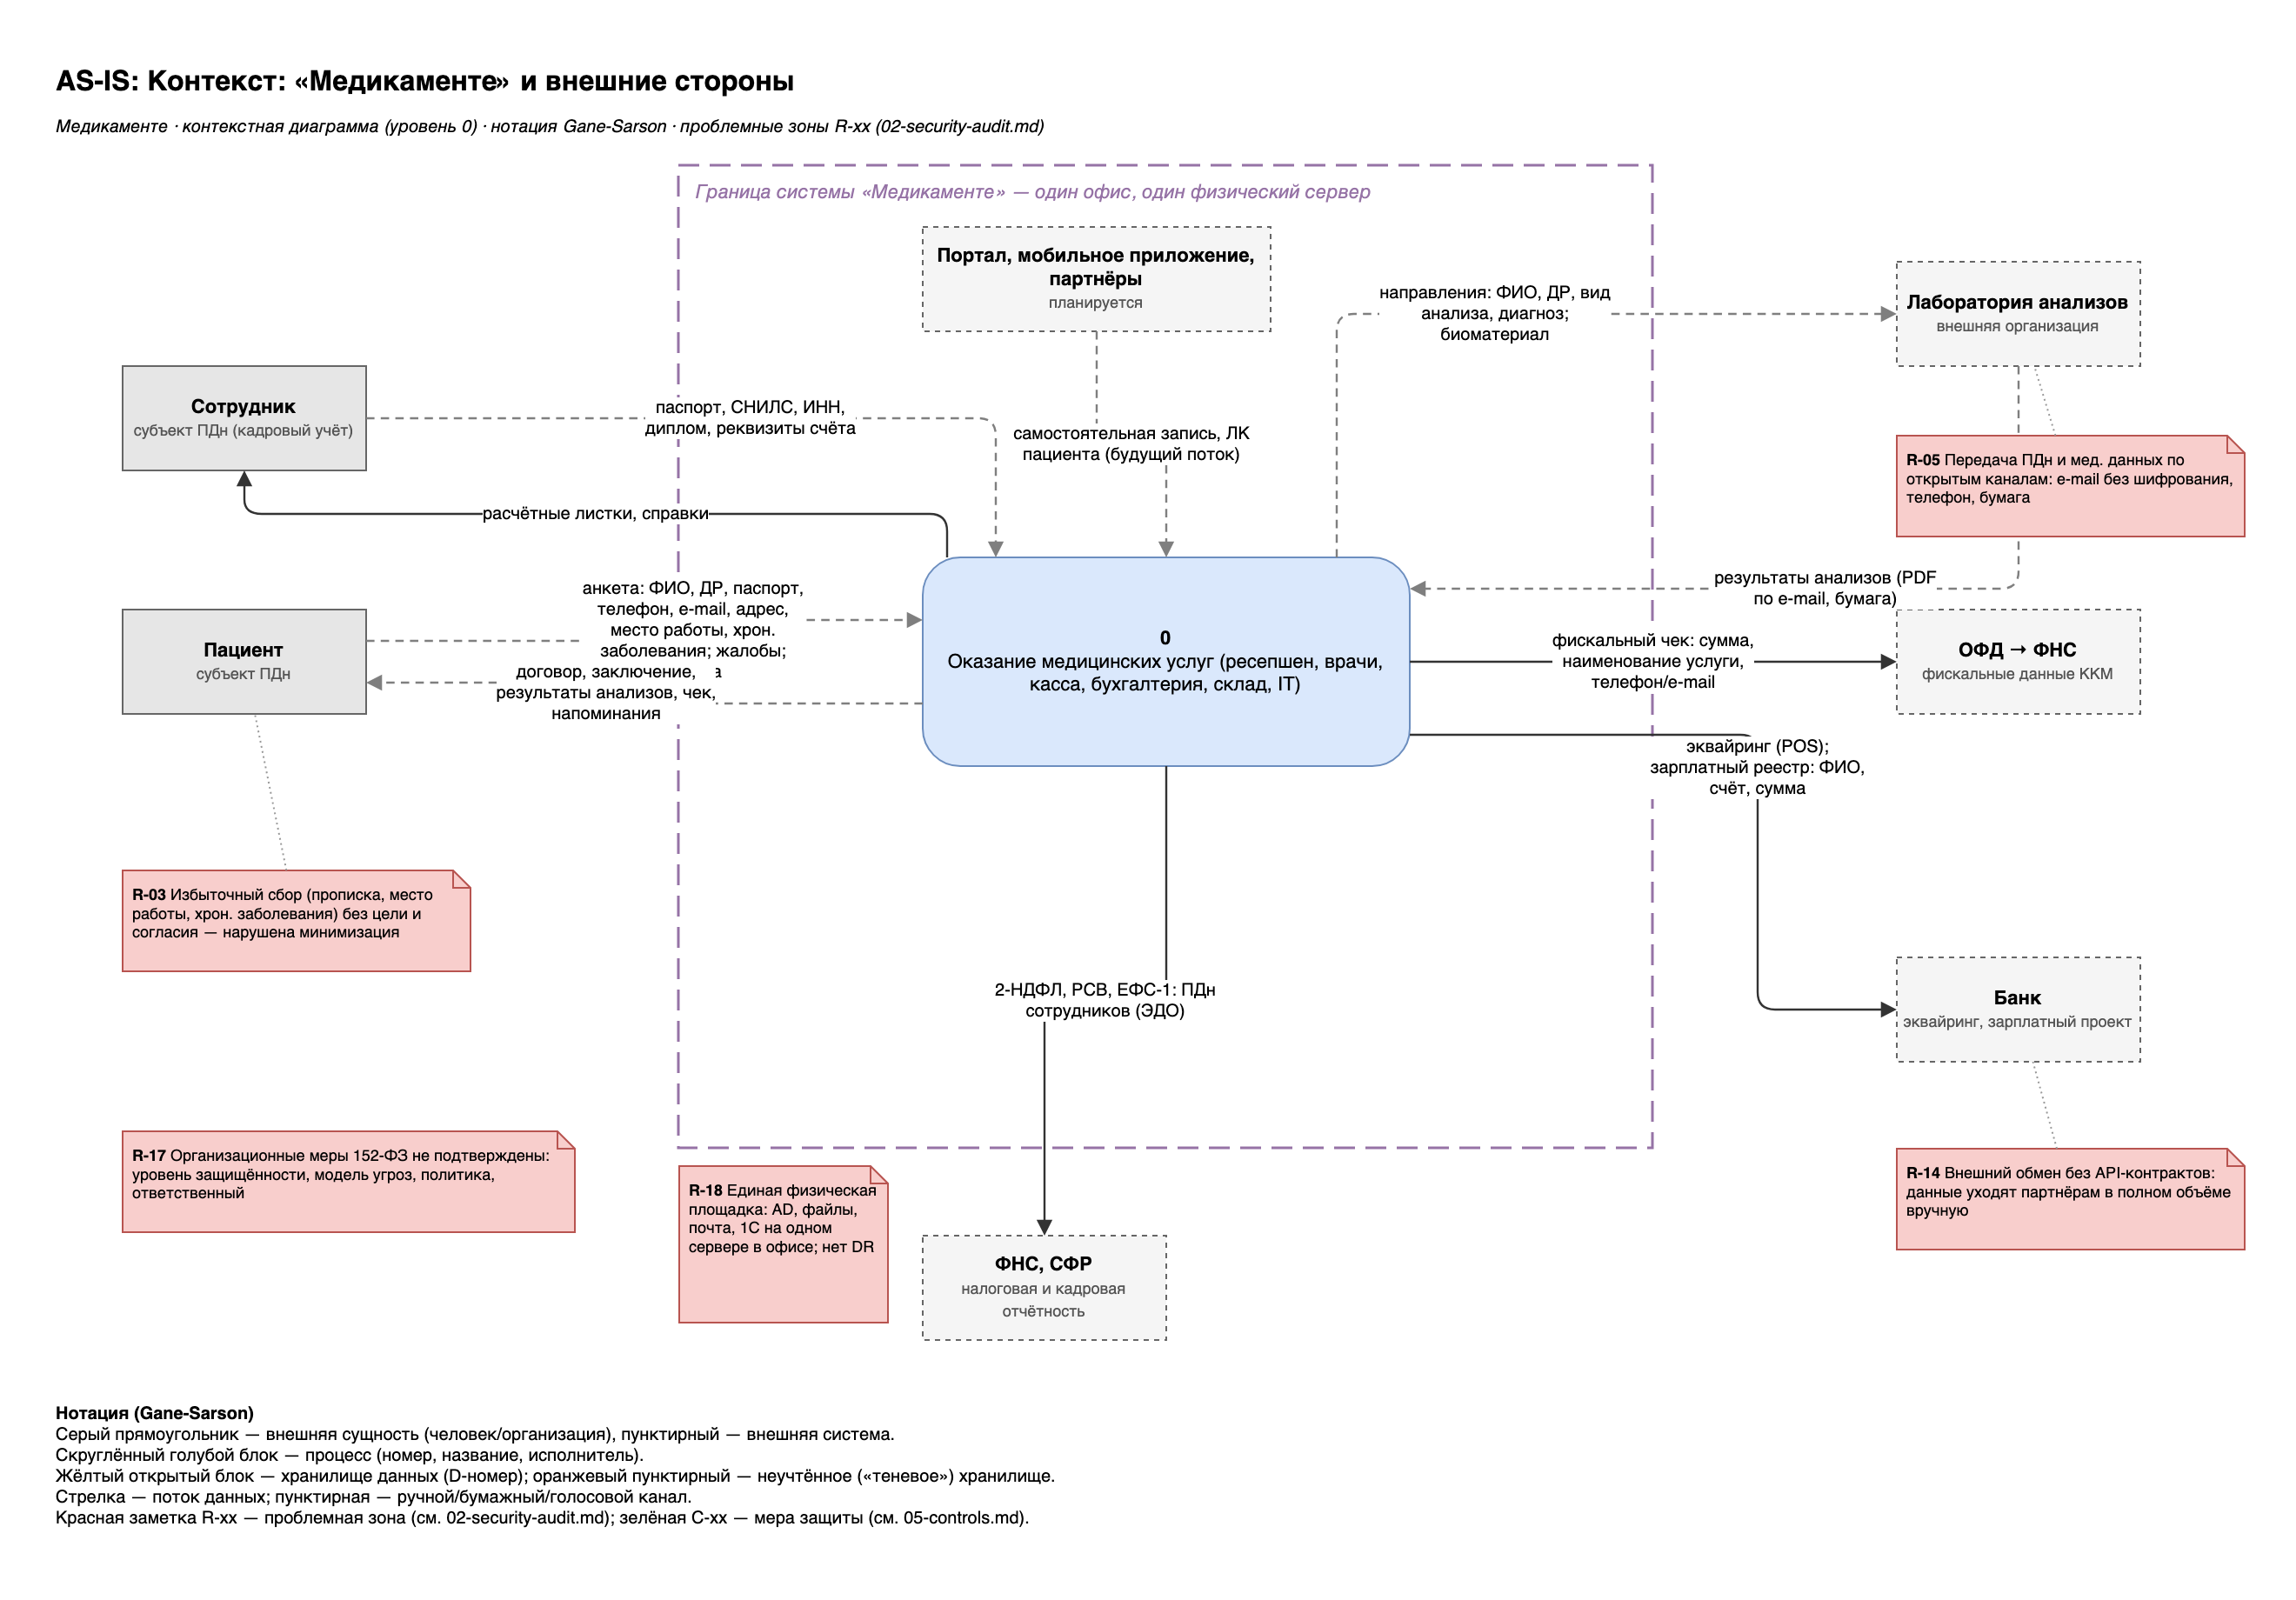 AS-IS: Контекст: «Медикаменте» и внешние стороны
Медикаменте · контекстная диаграмма (уровень 0) · нотация Gane-Sarson · проблемные зоны R-xx (02-security-audit.md)
Граница системы «Медикаменте» — один офис, один физический сервер
Портал, мобильное приложение,
партнёры
планируется
направления: ФИО, ДР, вид
анализа, диагноз;
биоматериал
Лаборатория анализов
внешняя организация
Сотрудник
субъект ПДн (кадровый учёт)
паспорт, СНИЛС, ИНН,
диплом, реквизиты счёта
самостоятельная запись, ЛК
пациента (будущий поток)
R-05 Передача ПДн и мед. данных по
открытым каналам: e-mail без шифрования,
телефон, бумага
расчётные листки, справки
анкета: ФИО, ДР, паспорт,
телефон, e-mail, адрес,
место работы, хрон.
заболевания; жалобы;
Пациент
субъект ПДн
договор, заключение,
результаты анализов, чек,
напоминания
0
Оказание медицинских услуг (ресепшен, врачи,
касса, бухгалтерия, склад, IT)
результаты анализов (PDF
по e-mail, бумага)
фискальный чек: сумма,
наименование услуги,
телефон/e-mail
ОФД → ФНС
фискальные данные ККМ
эквайринг (POS);
зарплатный реестр: ФИО,
счёт, сумма
R-03 Избыточный сбор (прописка, место
работы, хрон. заболевания) без цели и
согласия — нарушена минимизация
2-НДФЛ, РСВ, ЕФС-1: ПДн
сотрудников (ЭДО)
Банк
эквайринг, зарплатный проект
R-17 Организационные меры 152-ФЗ не подтверждены:
уровень защищённости, модель угроз, политика,
ответственный
R-18 Единая физическая
площадка: AD, файлы,
почта, 1С на одном
сервере в офисе; нет DR
R-14 Внешний обмен без API-контрактов:
данные уходят партнёрам в полном объёме
вручную
ФНС, СФР
налоговая и кадровая
отчётность
Нотация (Gane-Sarson)
Серый прямоугольник — внешняя сущность (человек/организация), пунктирный — внешняя система.
Скруглённый голубой блок — процесс (номер, название, исполнитель).
Жёлтый открытый блок — хранилище данных (D-номер); оранжевый пунктирный — неучтённое («теневое») хранилище.
Стрелка — поток данных; пунктирная — ручной/бумажный/голосовой канал.
Красная заметка R-xx — проблемная зона (см. 02-security-audit.md); зелёная C-xx — мера защиты (см. 05-controls.md).